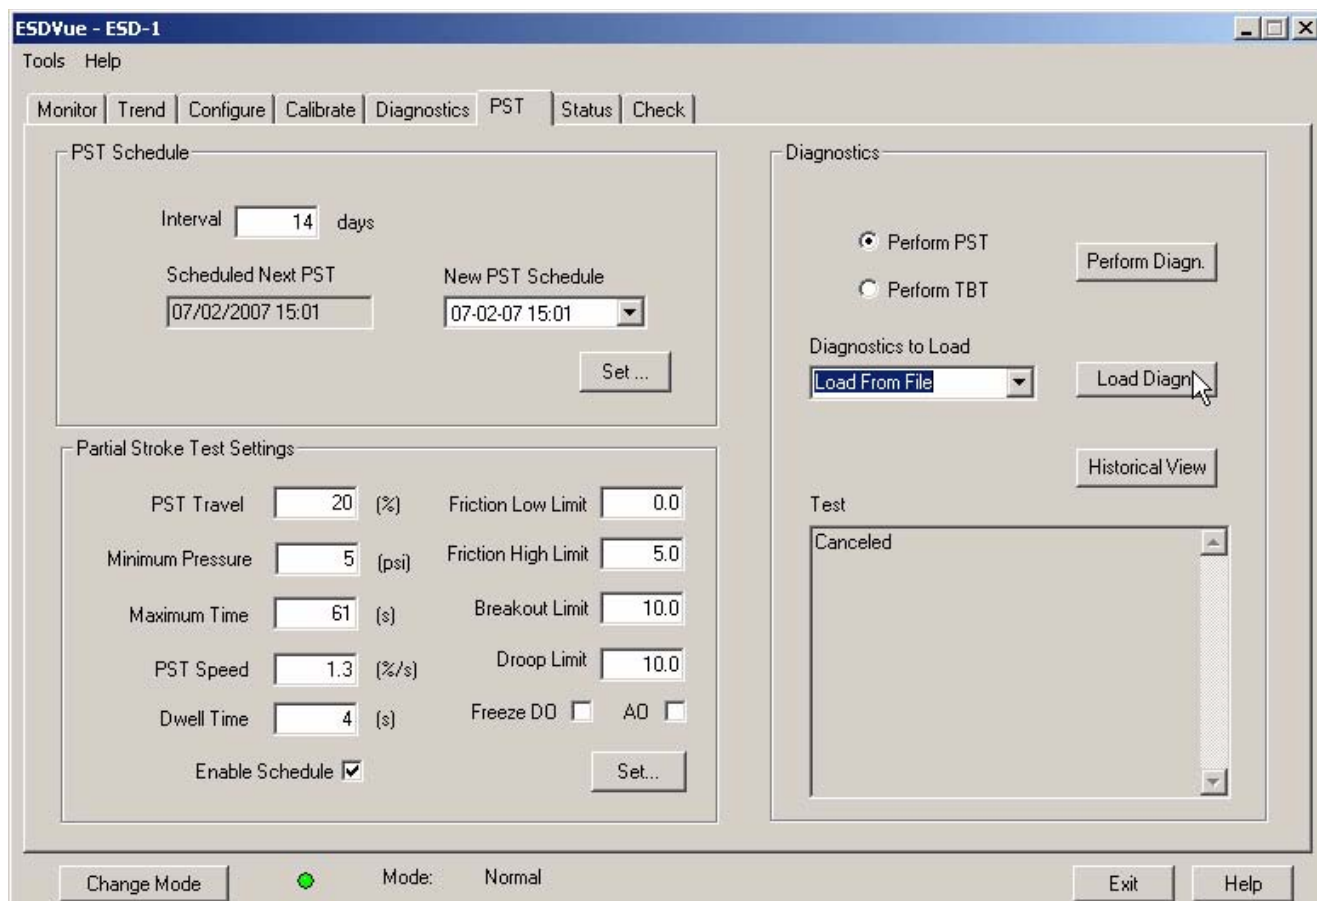 ESDVue - ESD-1
Tools Help
Monitor Trend Configure Calibrate Diagnostics PST Status Check
PST Schedule
Interval 14 days
Scheduled Next PST
07/02/2007 15:01
New PST Schedule
07-02-07 15:01
Set ...
Partial Stroke Test Settings
PST Travel 20 (%)
Minimum Pressure 5 (psi)
Maximum Time 61 (s)
PST Speed 1.3 (%/s)
Dwell Time 4 (s)
Enable Schedule
Friction Low Limit 0.0
Friction High Limit 5.0
Breakout Limit 10.0
Droop Limit 10.0
Freeze DO AO
Set...
Diagnostics
Perform PST
Perform TBT
Perform Diagn.
Diagnostics to Load
Load From File
Load Diagn
Historical View
Test
Canceled
Change Mode
Mode: Normal
Exit
Help